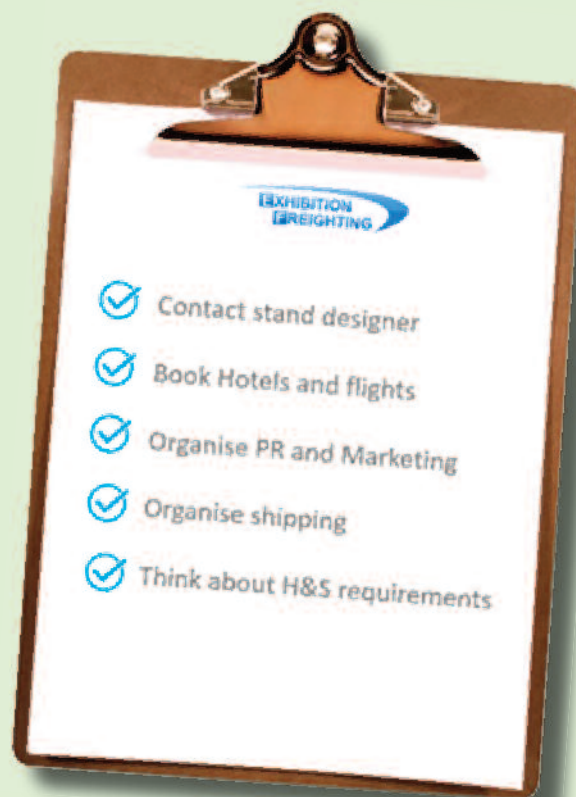 EXHIBITION
FREIGHTING
Contact stand designer
Book Hotels and flights
Organise PR and Marketing
Organise shipping
Think about H&S requirements